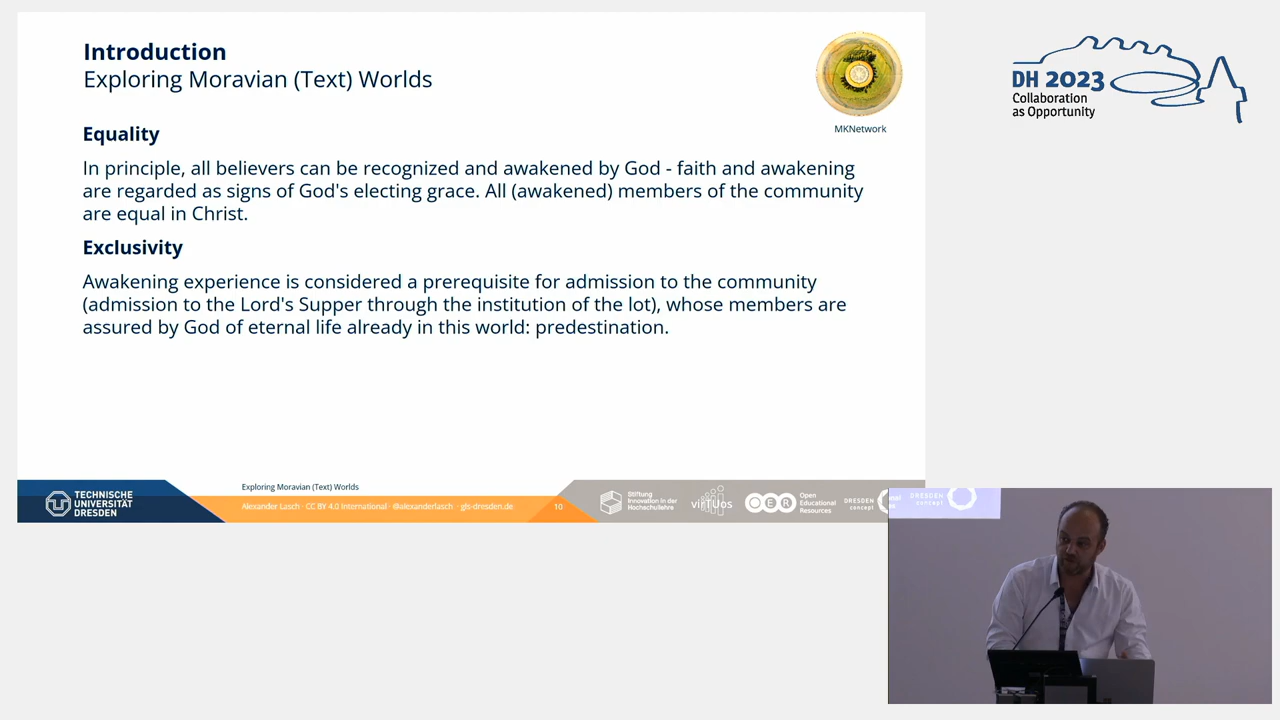 Introduction
Exploring Moravian (Text) Worlds
MKNetwork
Equality
In principle, all believers can be recognized and awakened by God - faith and awakening
are regarded as signs of God's electing grace. All (awakened) members of the community
are equal in Christ.
Exclusivity
Awakening experience is considered a prerequisite for admission to the community
(admission to the Lord's Supper through the institution of the lot), whose members are
assured by God of eternal life already in this world: predestination.
TECHNISCHE
UNIVERSITÄT
DRESDEN
Exploring Moravian (Text) Worlds
Alexander Lasch · CC BY 4.0 International · @alexanderlasch · gls-dresden.de
10
Stiftung
Innovation in der
Hochschullehre
virTUos
OER
Open
Educational
Resources
DRESDEN
concept
DH 2023
Collaboration
as Opportunity
DRESDEN
concept